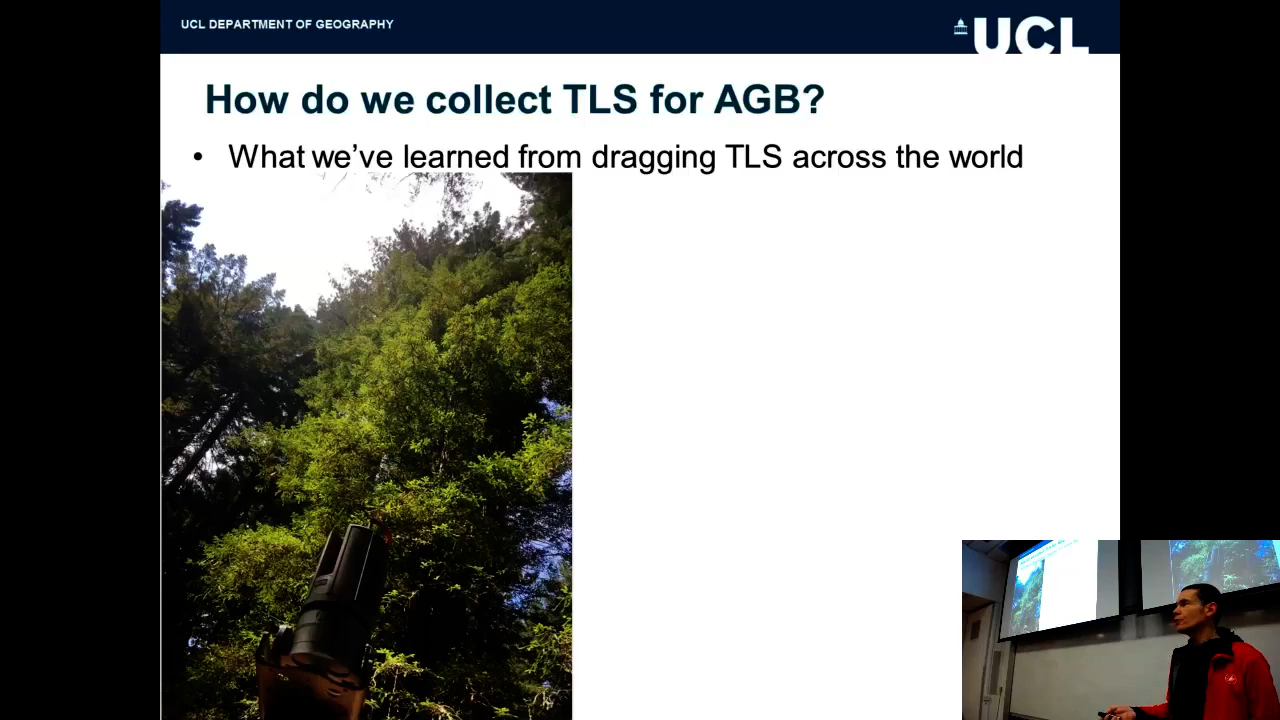 UCL DEPARTMENT OF GEOGRAPHY
UCL
How do we collect TLS for AGB?
• What we've learned from dragging TLS across the world